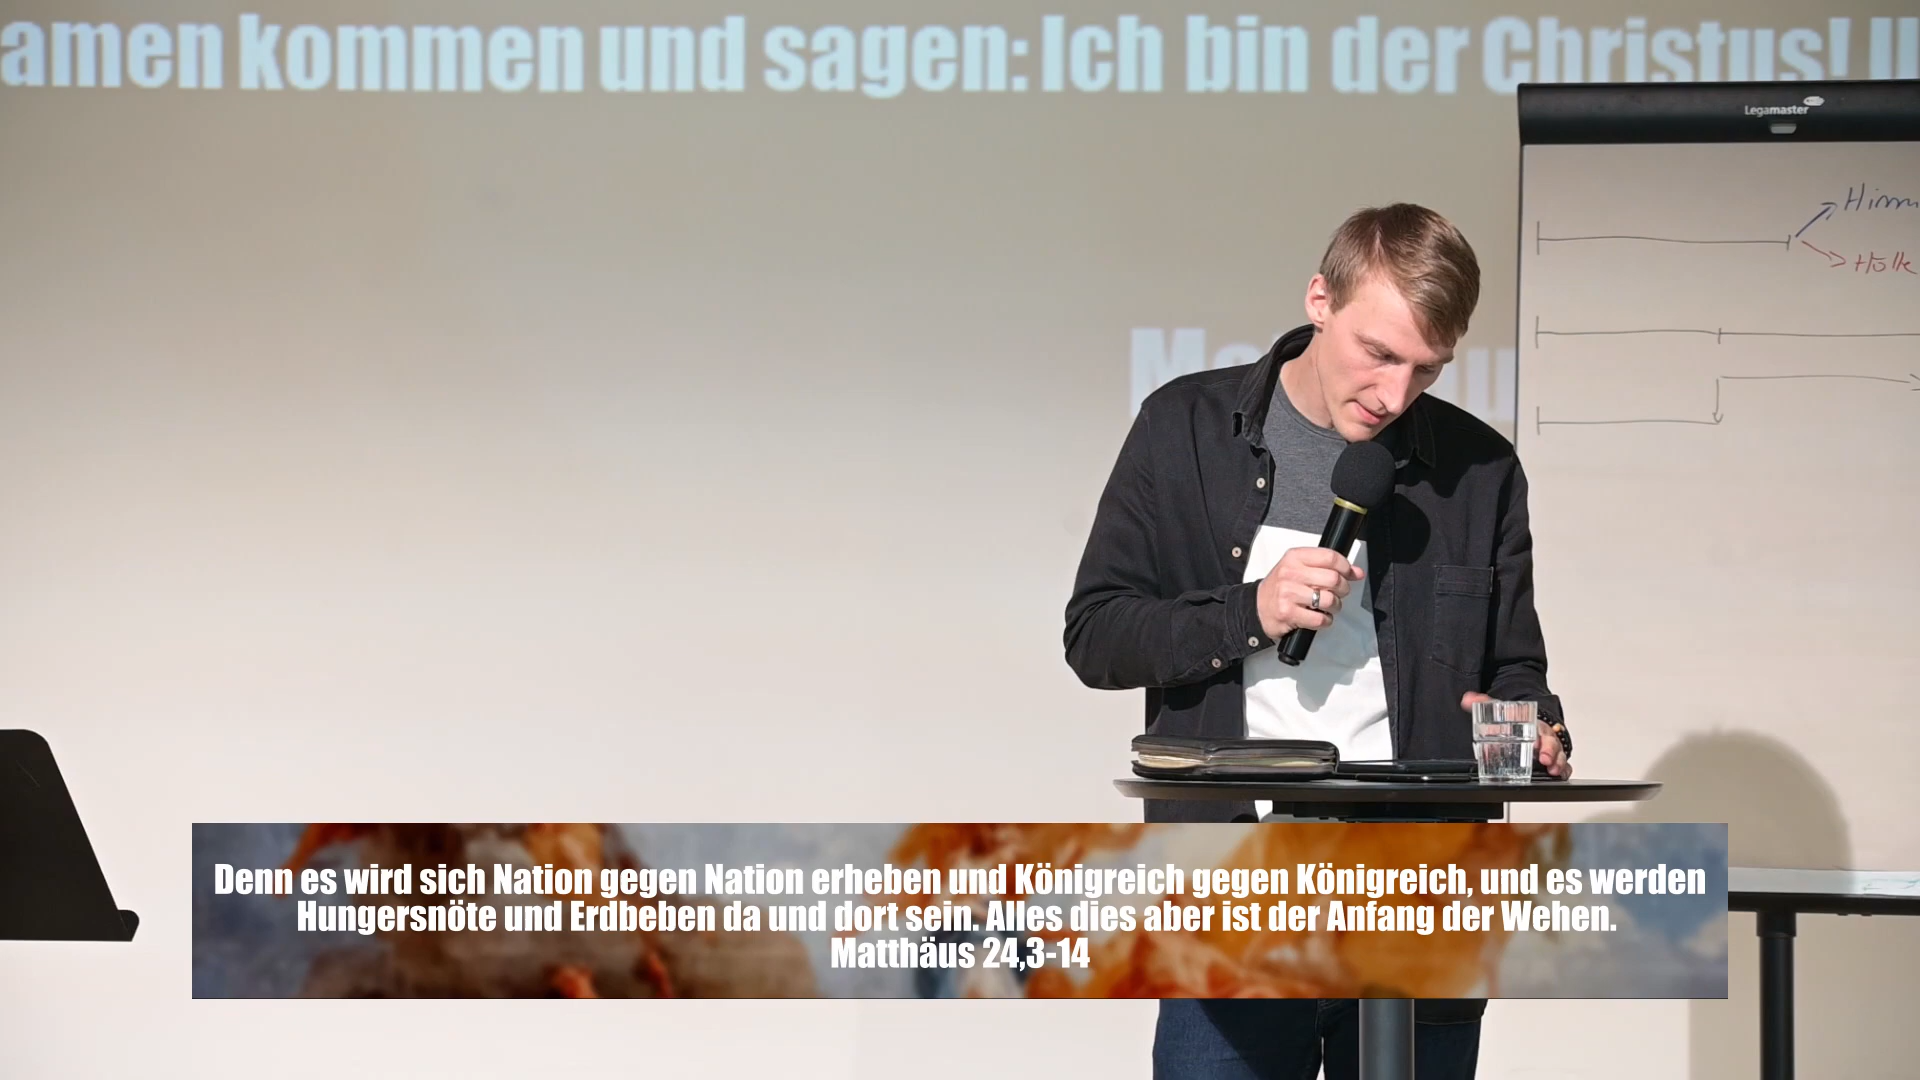 amen kommen und sagen: Ich bin der Christus!
Legamaster
Denn es wird sich Nation gegen Nation erheben und Königreich gegen Königreich, und es werden
Hungersnöte und Erdbeben da und dort sein. Alles dies aber ist der Anfang der Wehen.
Matthäus 24,3-14